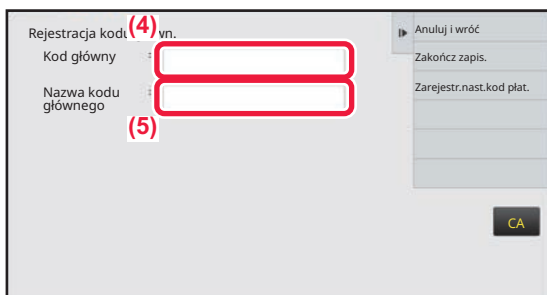 Rejestracja kodu (4) wn.
Kod główny :
Nazwa kodu :
głównego
(5)
Anuluj i wróć
Zakończ zapis.
Zarejestr.nast.kod płat.
CA